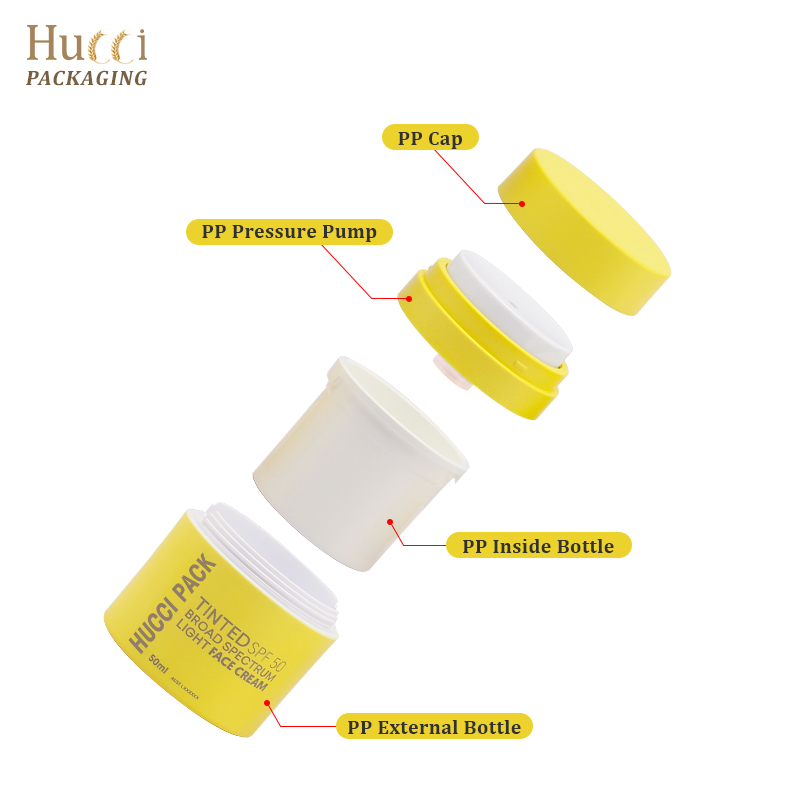 Hucci
PACKAGING
PP Cap
PP Pressure Pump
PP Inside Bottle
HUCCI PACK
TINTED SPF 50
BROAD SPECTRUM
LIGHT FACE CREAM
50ml
PP External Bottle